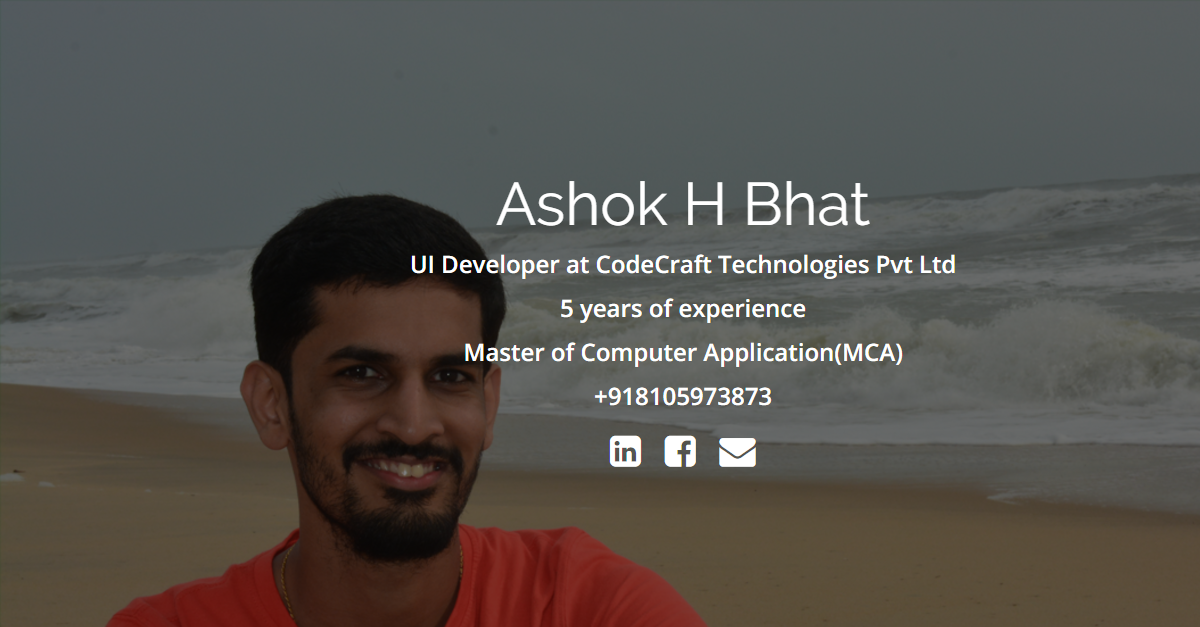 Ashok H Bhat
UI Developer at CodeCraft Technologies Pvt Ltd
5 years of experience
Master of Computer Application(MCA)
+918105973873
in f